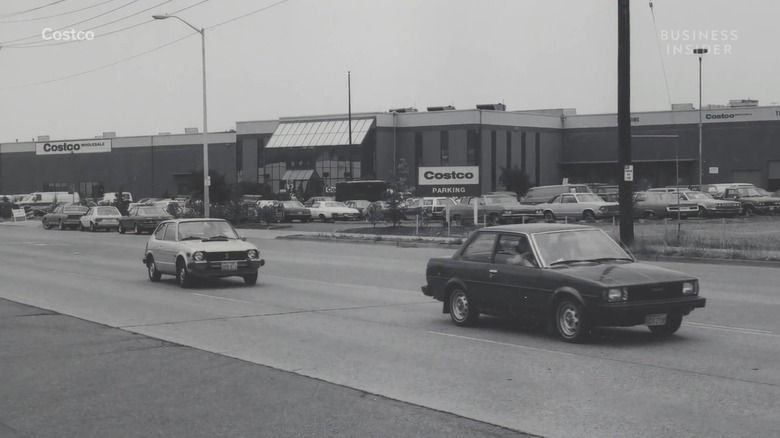 Costco
BUSINESS
INSIDER
Costco WHOLESALE
Costco
Costco
PARKING